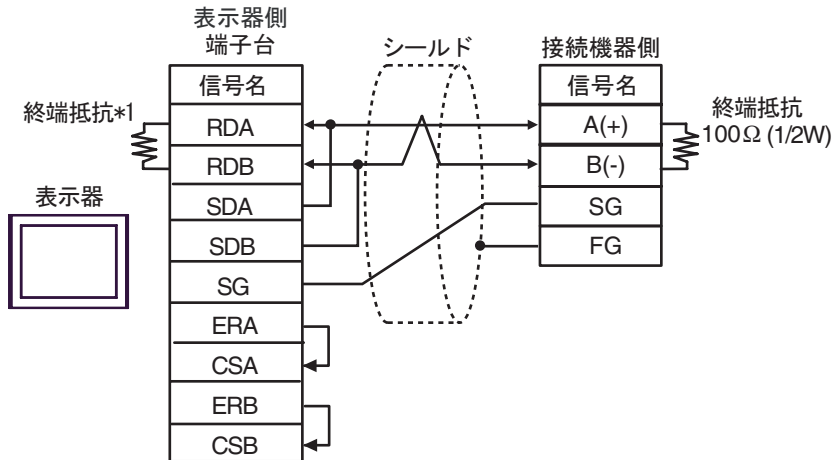 表示器側
端子台
シールド
接続機器側
信号名
信号名
終端抵抗*1
RDA
A(+)
終端抵抗
100Ω (1/2W)
RDB
B(-)
表示器
SDA
SG
SDB
FG
SG
ERA
CSA
ERB
CSB